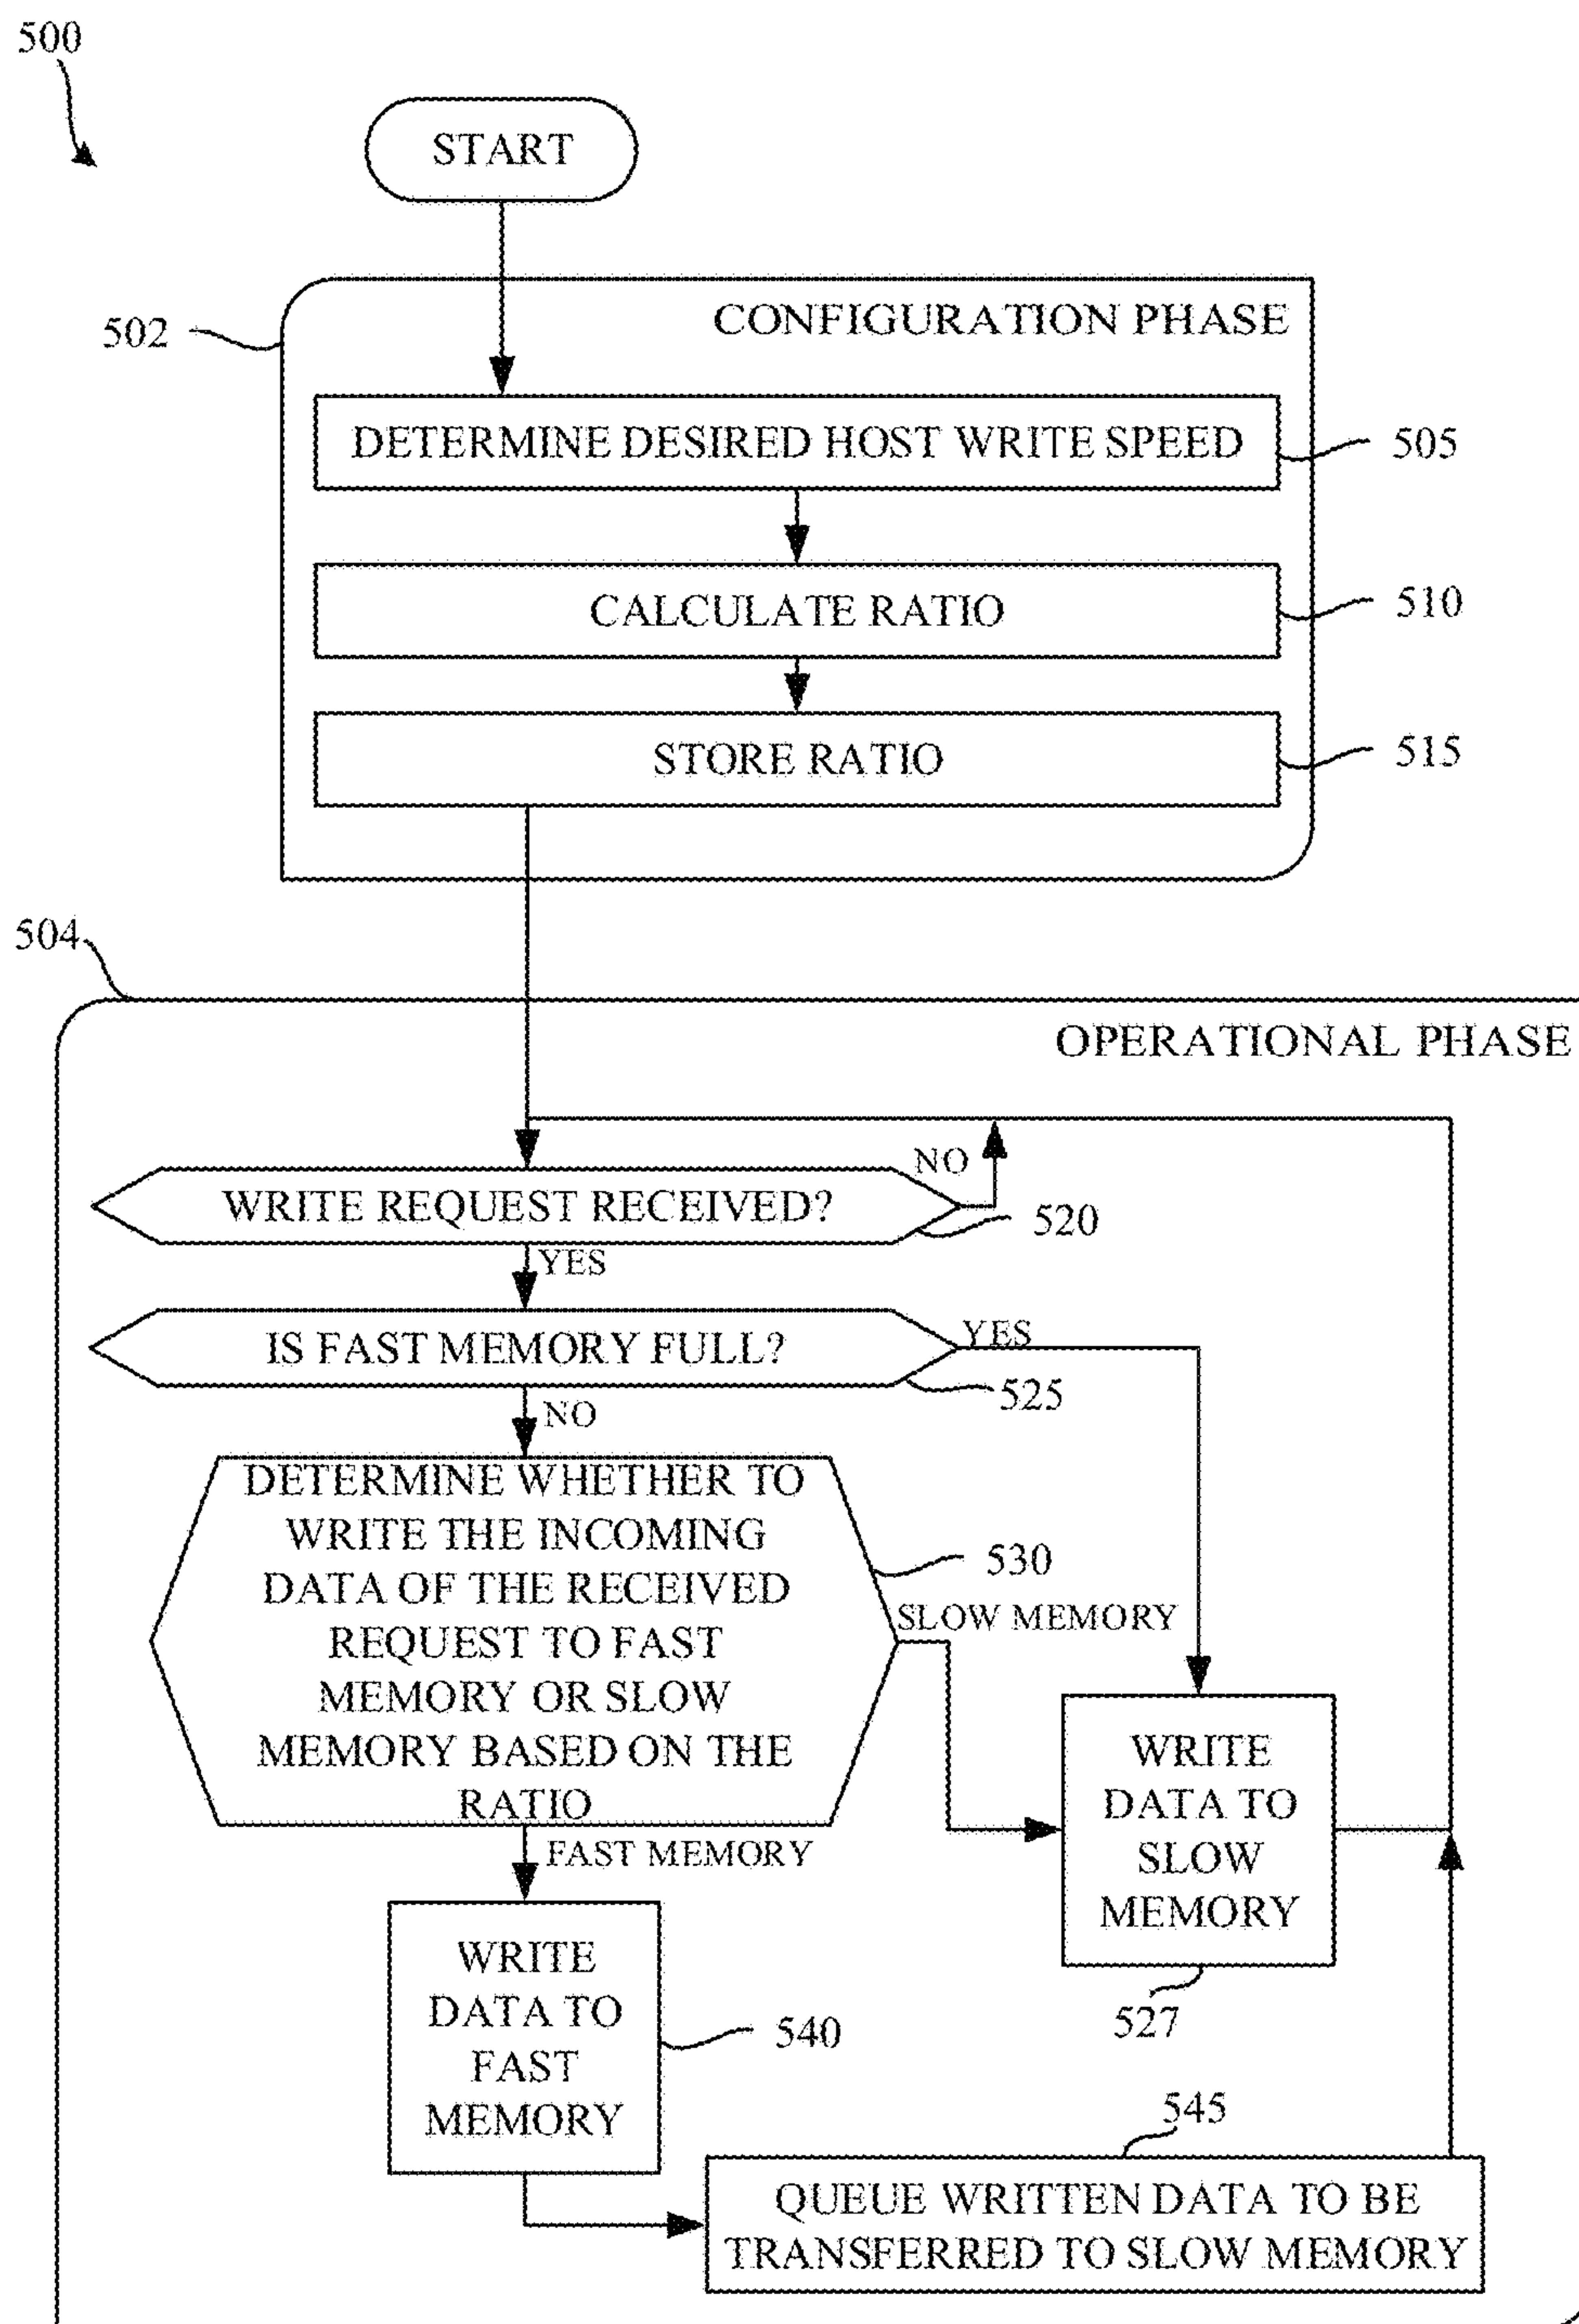 500
START
CONFIGURATION PHASE
502
DETERMINE DESIRED HOST WRITE SPEED
505
CALCULATE RATIO
510
STORE RATIO
515
504
OPERATIONAL PHASE
NO
WRITE REQUEST RECEIVED?
520
YES
IS FAST MEMORY FULL?
YES
525
NO
DETERMINE WHETHER TO
WRITE THE INCOMING
DATA OF THE RECEIVED
REQUEST TO FAST
MEMORY OR SLOW
MEMORY BASED ON THE
RATIO
530
SLOW MEMORY
FAST MEMORY
WRITE
DATA TO
SLOW
MEMORY
527
WRITE
DATA TO
FAST
MEMORY
540
545
QUEUE WRITTEN DATA TO BE
TRANSFERRED TO SLOW MEMORY